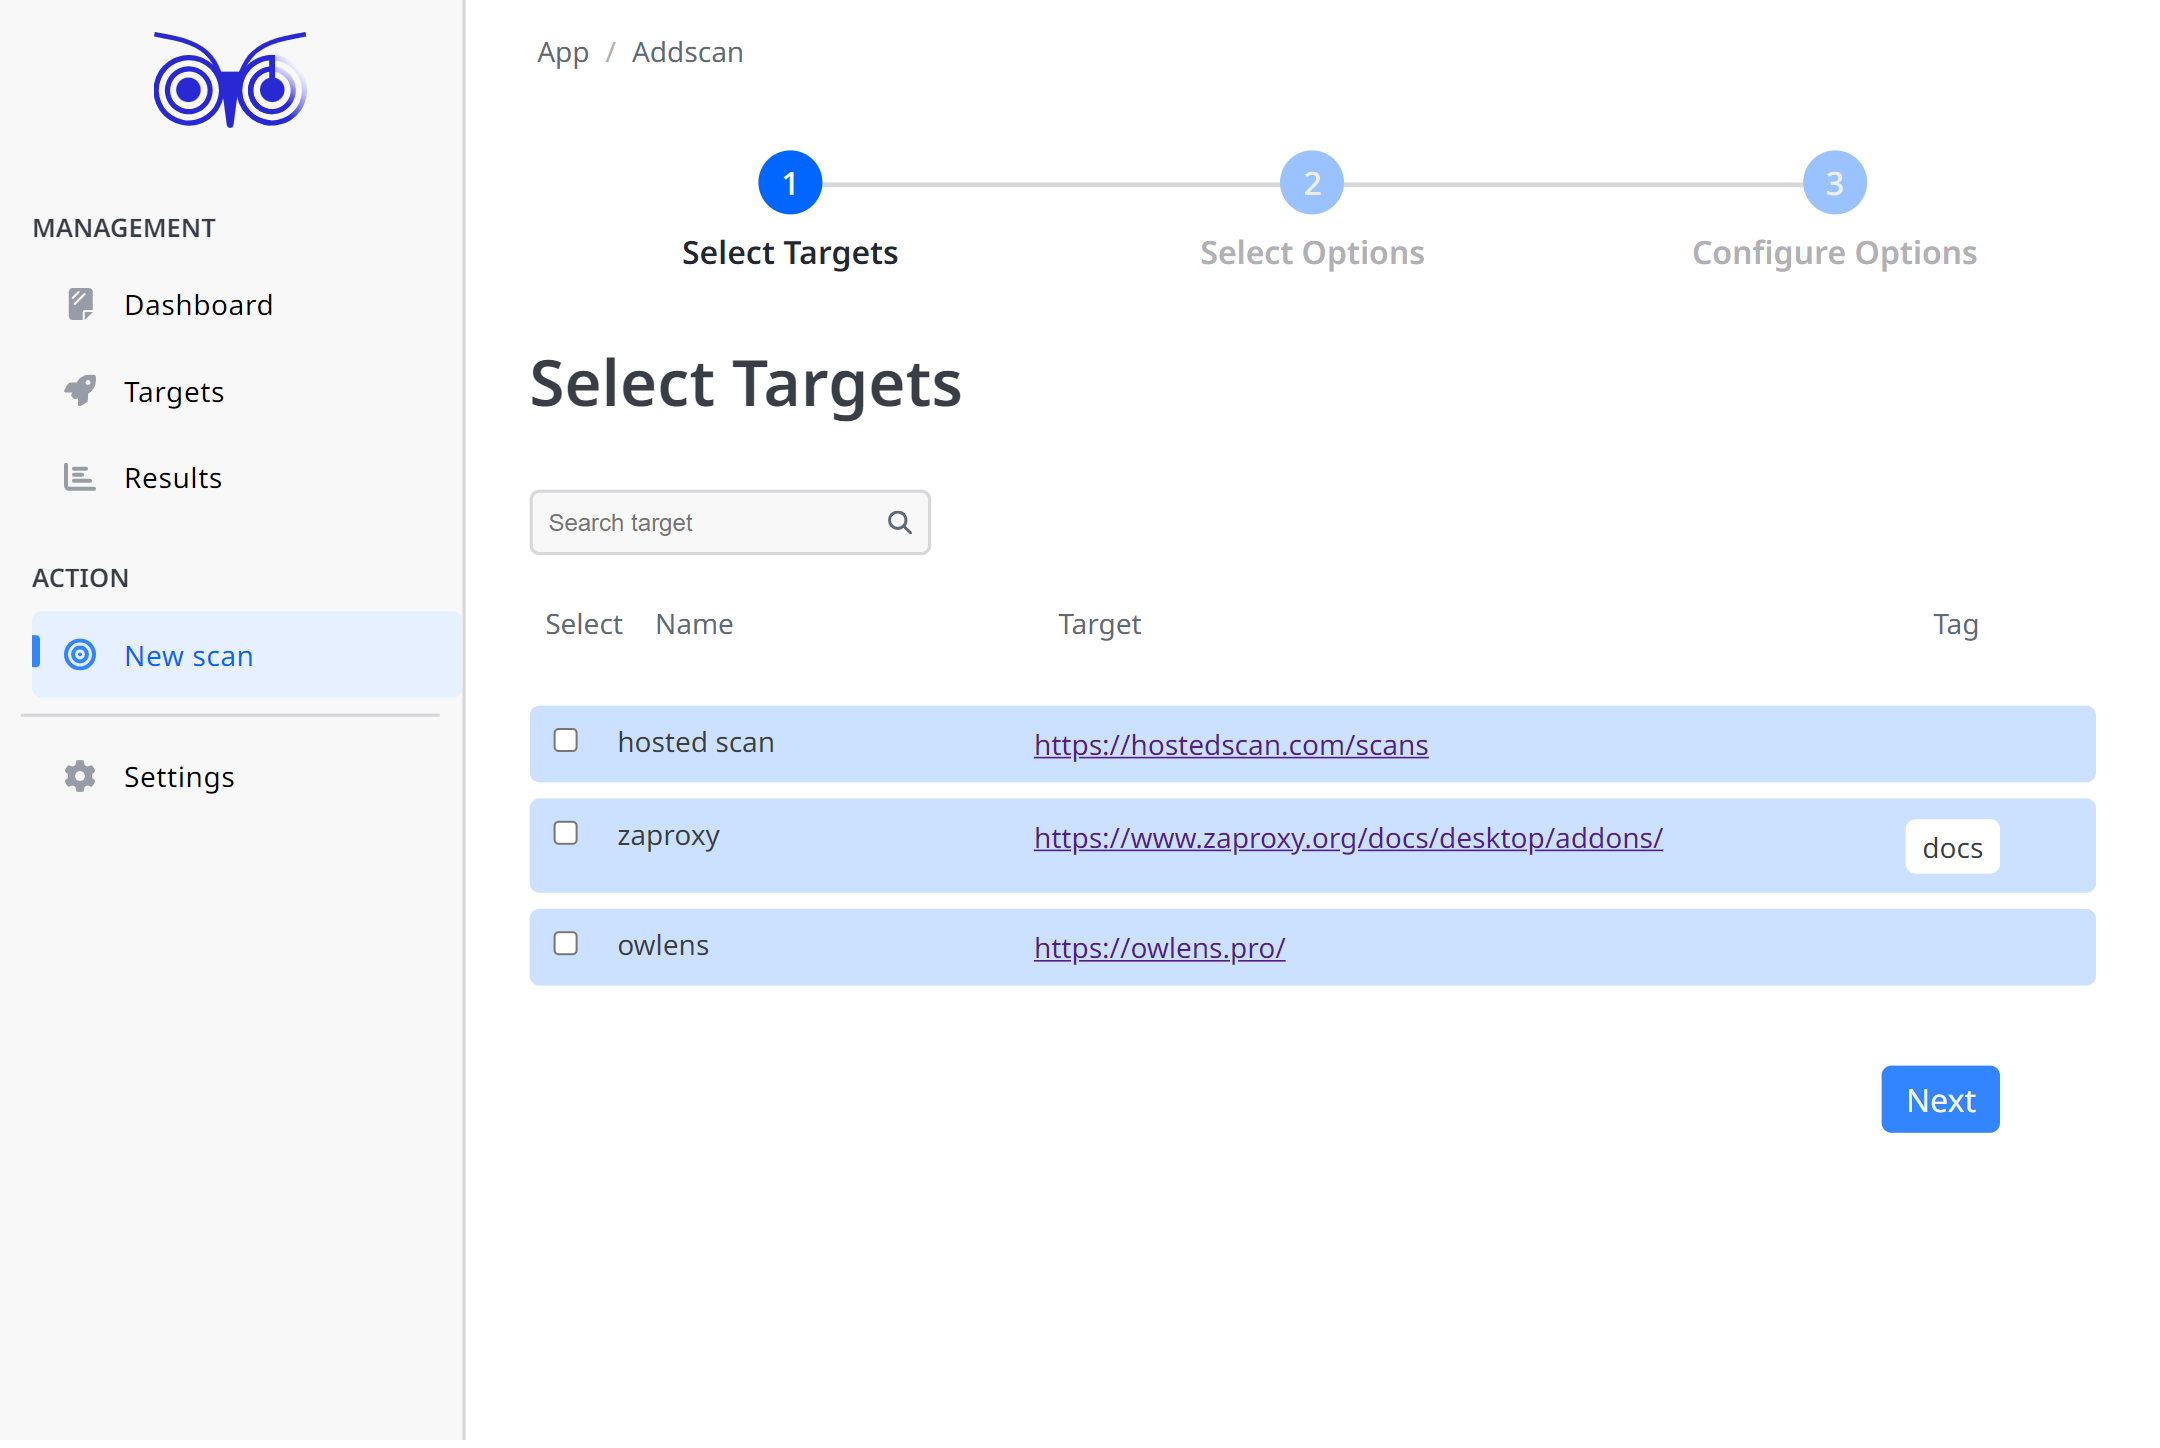 App / Addscan
1
2
3
Select Targets
Select Options
Configure Options
MANAGEMENT
Dashboard
Targets
Results
ACTION
New scan
Settings
Select Targets
Search target
Select Name Target Tag
hosted scan https://hostedscan.com/scans
zaproxy https://www.zaproxy.org/docs/desktop/addons/ docs
owlens https://owlens.pro/
Next